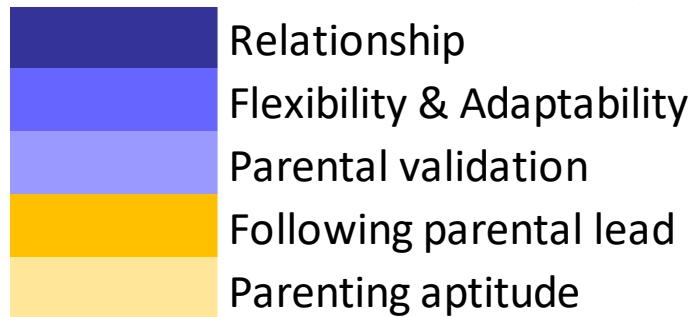 Relationship
Flexibility & Adaptability
Parental validation
Following parental lead
Parenting aptitude